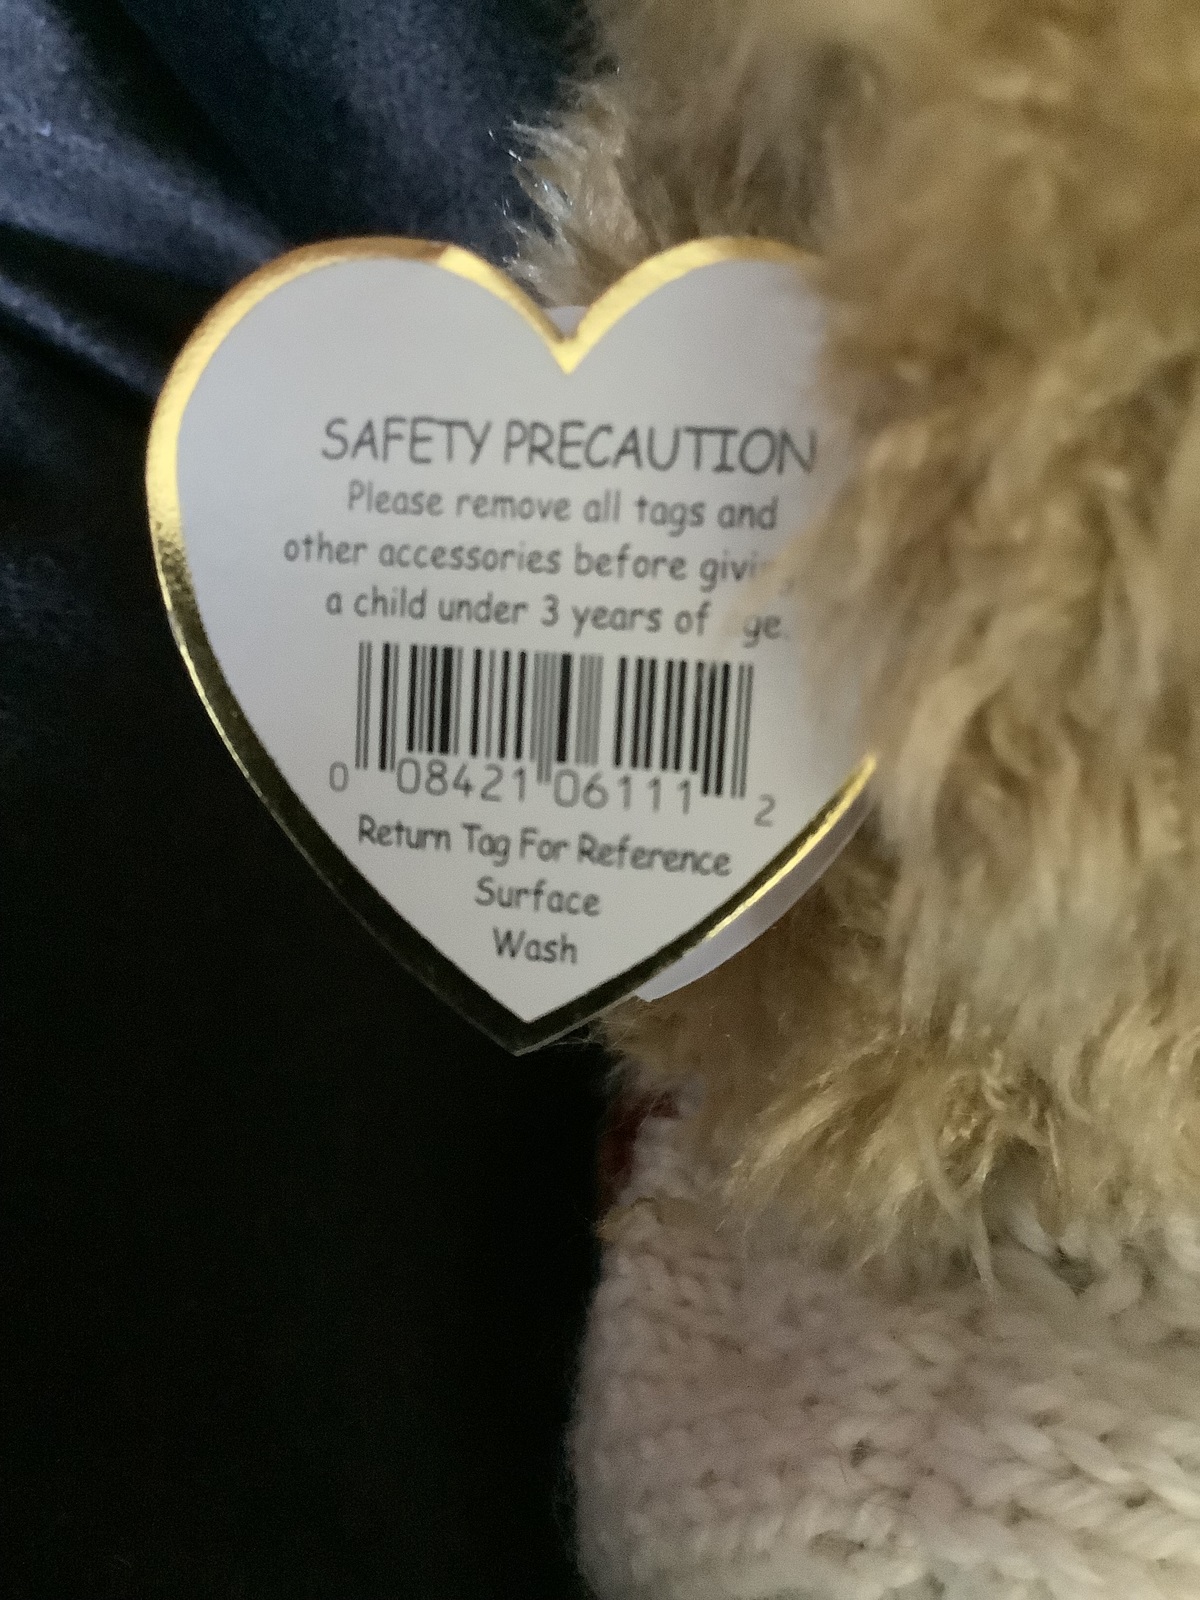 SAFETY PRECAUTION
Please remove all tags and
other accessories before
a child under 3 years of
0 08421 06111 2
Return Tag For Reference
Surface
Wash